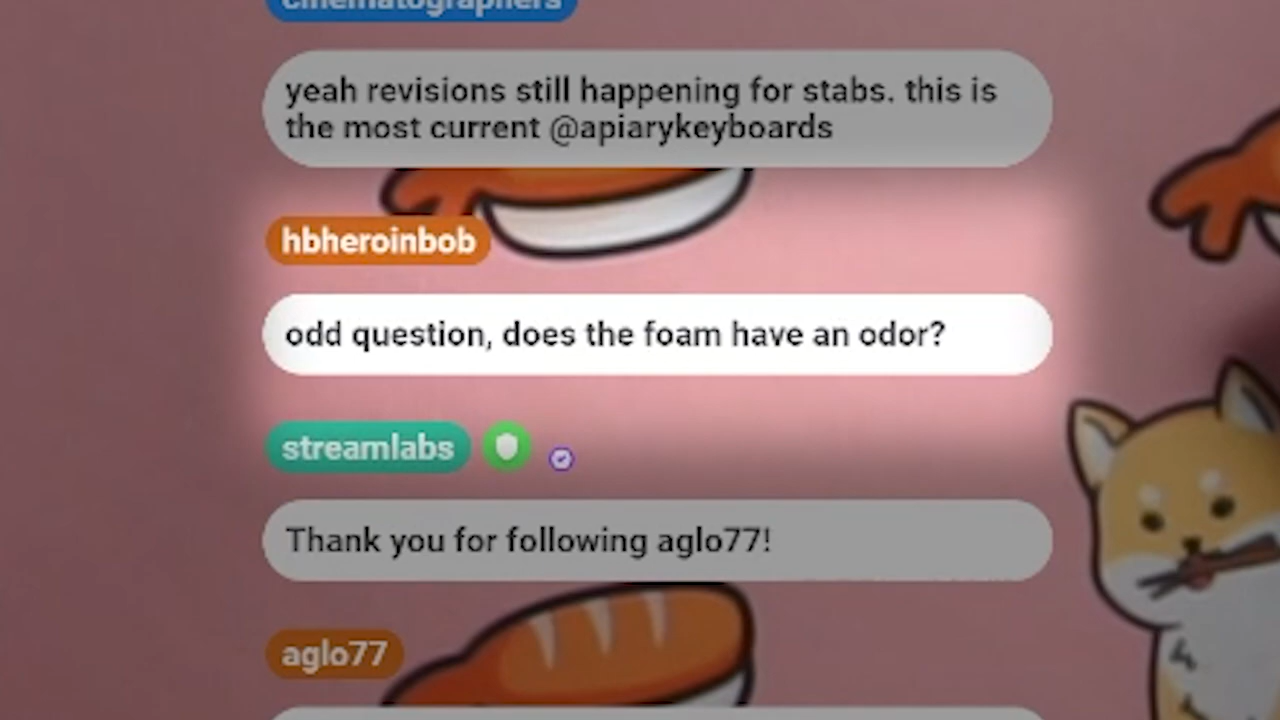 cinematographers
yeah revisions still happening for stabs. this is
the most current @apiarykeyboards
hbheroinbob
odd question, does the foam have an odor?
streamlabs
Thank you for following aglo77!
aglo77